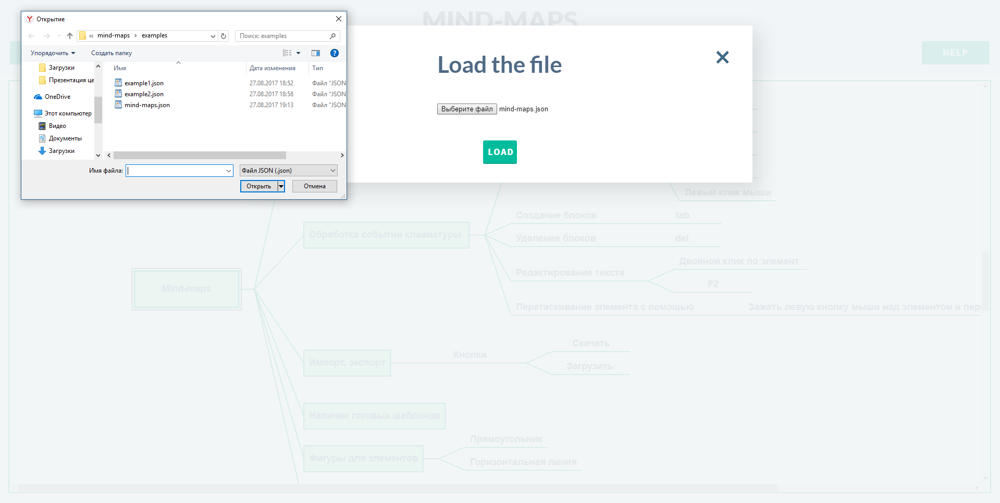 MIND-MAPS
Открытие
mind-maps
examples
Поиск: examples
Упорядочить
Создать папку
?
Загрузки
Презентация це
OneDrive
Этот компьютер
Видео
Документы
Загрузки
Имя
Дата изменения
Тип
example1.json
27.08.2017 18:52
Файл "JSON
example2.json
27.08.2017 18:58
Файл "JSON
mind-maps.json
27.08.2017 19:13
Файл "JSON
Имя файла:
Файл JSON (.json)
Открыть
Отмена
Load the file
Выберите файл mind-maps.json
LOAD
HELP
Левый клик мыши
Создание блоков
tab
Обработка событий клавиатуры
Удаление блоков
del
Двойной клик по элемент
Редактирование текста
F2
Mind-maps
Перетаскивание элемента с помощью
Зажать левую кнопку мыши над элементом и пер
Скачать
Кнопки
Импорт, экспорт
Загрузить
Наличие готовых шаблонов
Прямоугольник
Фигуры для элементов
Горизонтальная линия